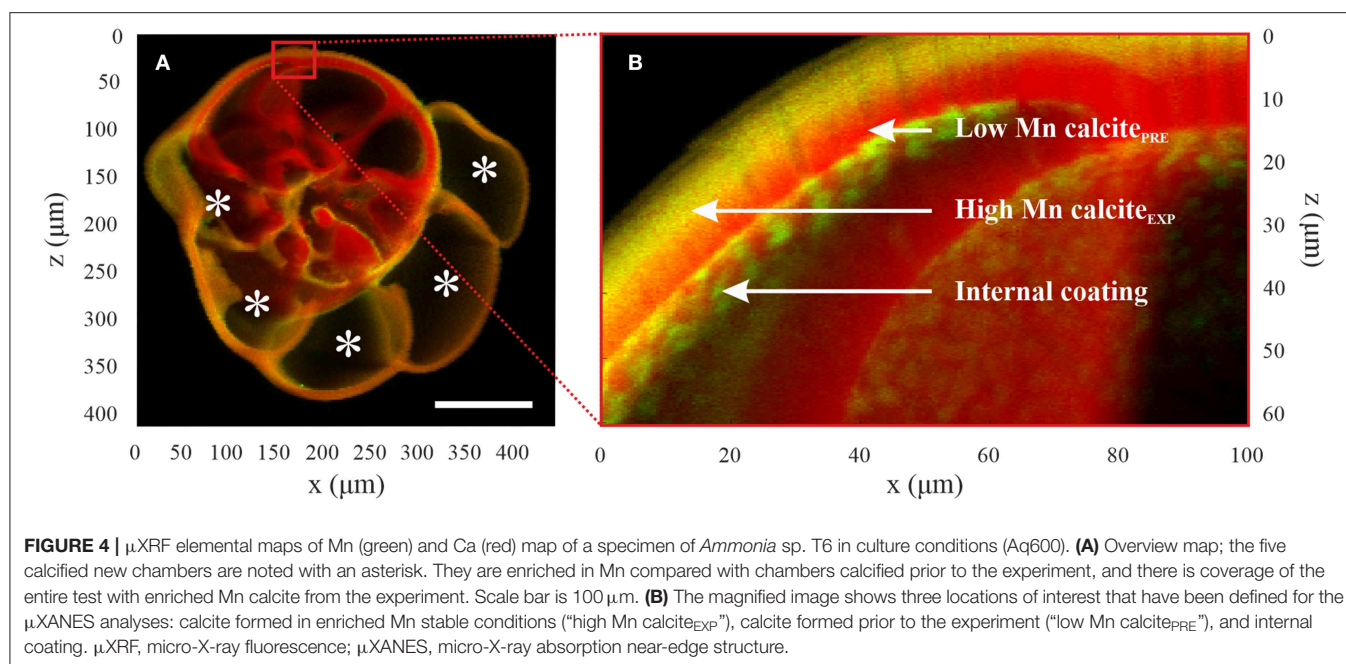 A
0
50
100
150
200
250
300
350
400
z (μm)
0 50 100 150 200 250 300 350 400
x (μm)
*
*
*
*
*
B
Low Mn calcitePRE
High Mn calciteEXP
Internal coating
0
10
20
30
40
50
60
z (μm)
0 20 40 60 80 100
x (μm)
FIGURE 4 | μXRF elemental maps of Mn (green) and Ca (red) map of a specimen of Ammonia sp. T6 in culture conditions (Aq600). (A) Overview map; the five
calcified new chambers are noted with an asterisk. They are enriched in Mn compared with chambers calcified prior to the experiment, and there is coverage of the
entire test with enriched Mn calcite from the experiment. Scale bar is 100 μm. (B) The magnified image shows three locations of interest that have been defined for the
μXANES analyses: calcite formed in enriched Mn stable conditions (“high Mn calciteEXP”), calcite formed prior to the experiment (“low Mn calcitePRE”), and internal
coating. μXRF, micro-X-ray fluorescence; μXANES, micro-X-ray absorption near-edge structure.